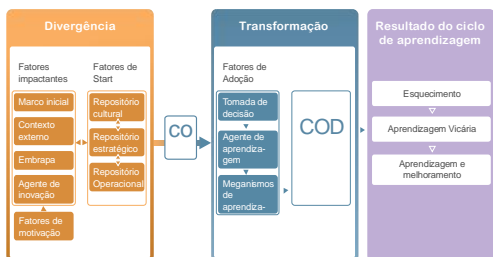 Divergência
Fatores
impactantes
Marco inicial
Contexto
externo
Embrapa
Agente de
inovação
Fatores de
motivação
Fatores de
Start
Repositório
cultural
Repositório
estratégico
Repositório
Operacional
CO
Transformação
Fatores de
Adoção
Tomada de
decisão
Agente de
aprendiza-
gem
Meganismos
de
aprendiza-
COD
Resultado do ciclo
de aprendizagem
Esquecimento
Aprendizagem Vicária
Aprendizagem e
melhoramento